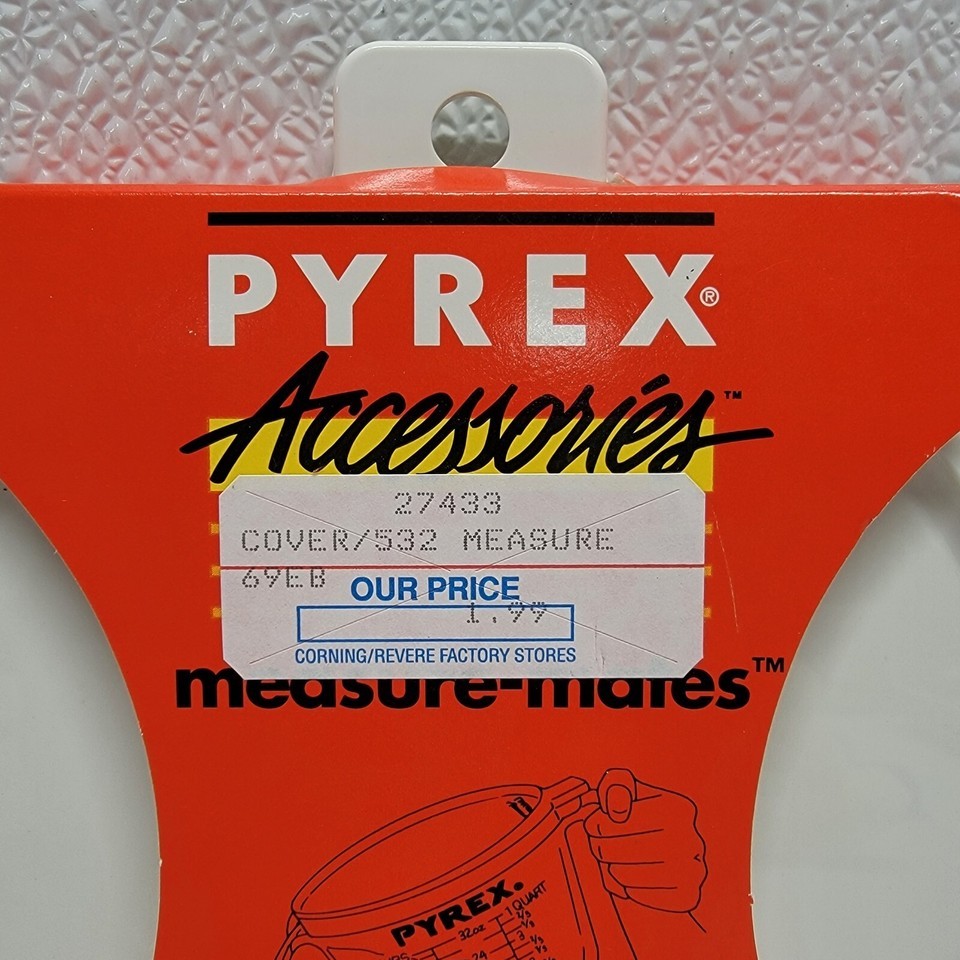 PYREX®
Accessories™
27433
COVER/532 MEASURE
69EB OUR PRICE
1.99
CORNING/REVERE FACTORY STORES
measure-mates™
PYREX®
1 QUART
32oz
24
3